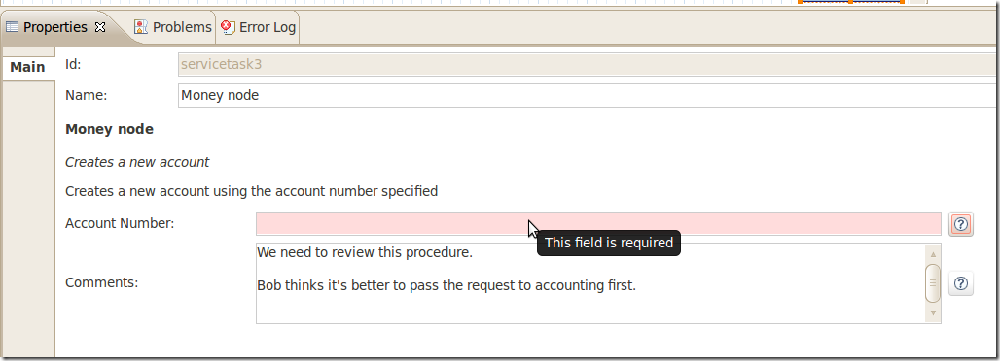 Properties Problems Error Log
Main
Id: servicetask3
Name: Money node
Money node
Creates a new account
Creates a new account using the account number specified
Account Number:
This field is required
We need to review this procedure.
Comments:
Bob thinks it's better to pass the request to accounting first.